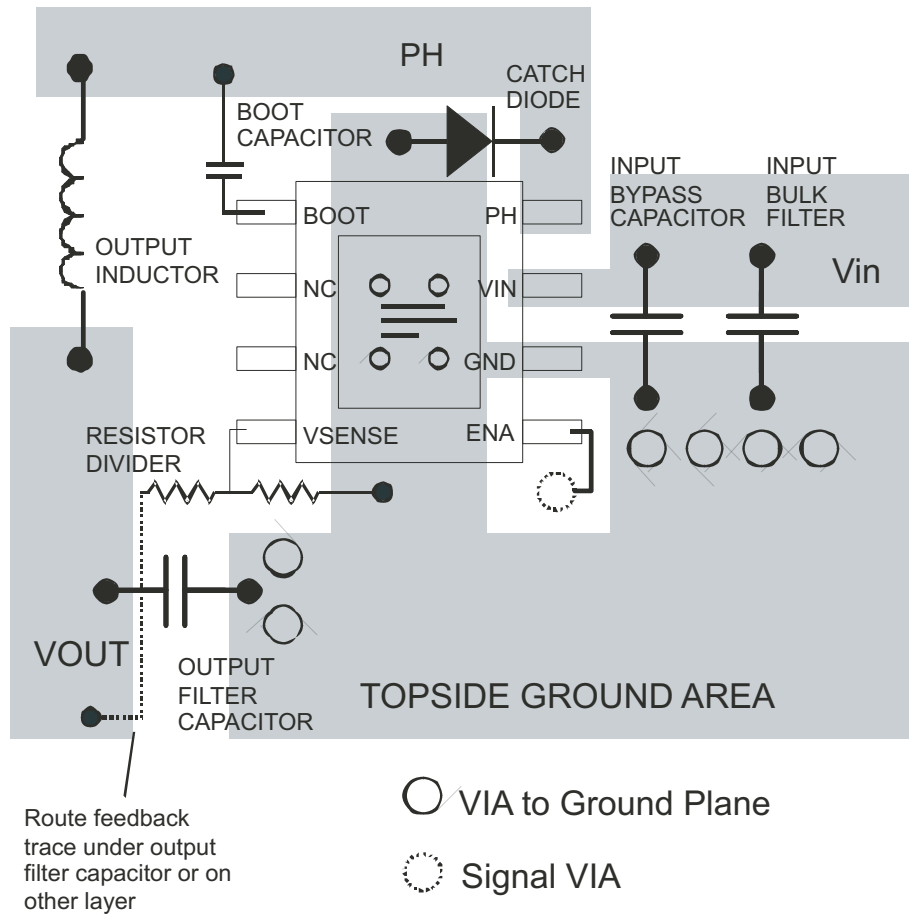 PH
CATCH
DIODE
BOOT
CAPACITOR
INPUT
BYPASS
CAPACITOR
INPUT
BULK
FILTER
Vin
OUTPUT
INDUCTOR
BOOT
PH
NC
VIN
NC
GND
VSENSE
ENA
RESISTOR
DIVIDER
VOUT
OUTPUT
FILTER
CAPACITOR
TOPSIDE GROUND AREA
Route feedback
trace under output
filter capacitor or on
other layer
VIA to Ground Plane
Signal VIA